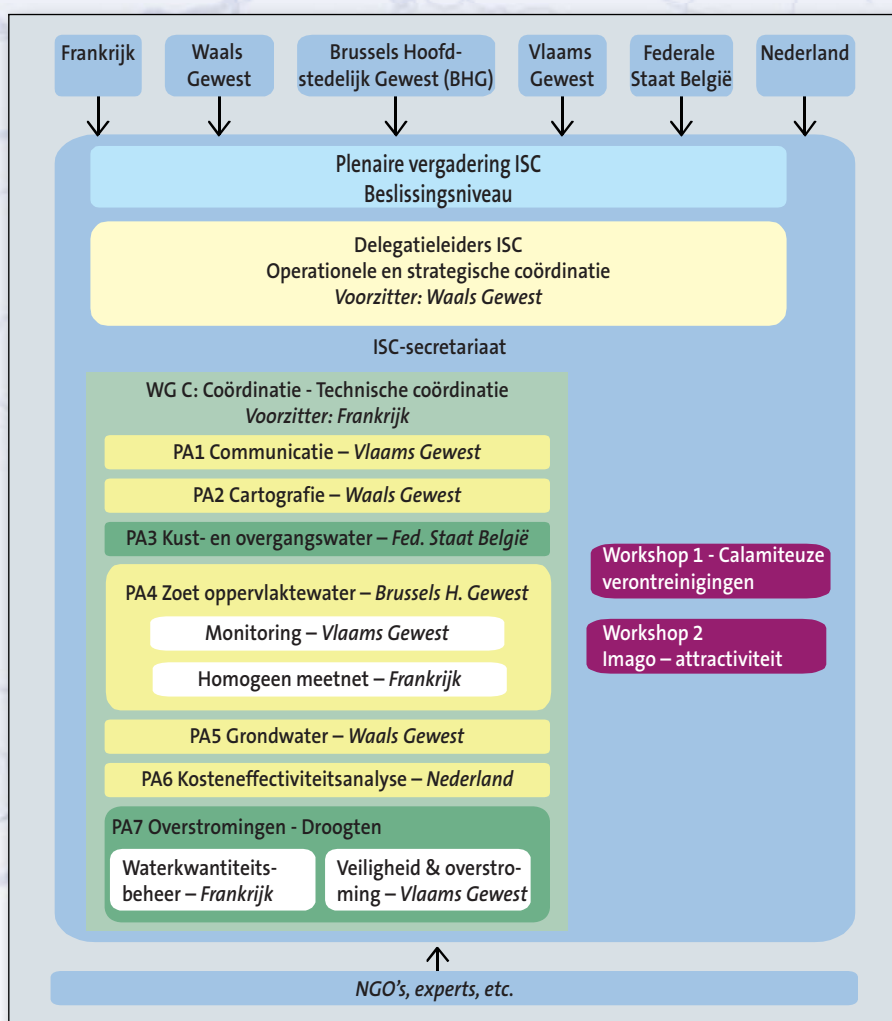 Frankrijk
Waals
Gewest
Brussels Hoofd-
stedelijk Gewest (BHG)
Vlaams
Gewest
Federale
Staat België
Nederland
Plenaire vergadering ISC
Beslissingsniveau
Delegatieleiders ISC
Operationele en strategische coördinatie
Voorzitter: Waals Gewest
ISC-secretariaat
WG C: Coördinatie - Technische coördinatie
Voorzitter: Frankrijk
PA1 Communicatie – Vlaams Gewest
PA2 Cartografie – Waals Gewest
PA3 Kust- en overgangswater – Fed. Staat België
PA4 Zoet oppervlaktewater – Brussels H. Gewest
Monitoring – Vlaams Gewest
Homogeen meetnet – Frankrijk
PA5 Grondwater – Waals Gewest
PA6 Kosteneffectiviteitsanalyse – Nederland
PA7 Overstromingen - Droogten
Waterkwantiteits-
beheer – Frankrijk
Veiligheid & overstro-
ming – Vlaams Gewest
Workshop 1 - Calamiteuze
verontreinigingen
Workshop 2
Imago – attractiviteit
NGO's, experts, etc.